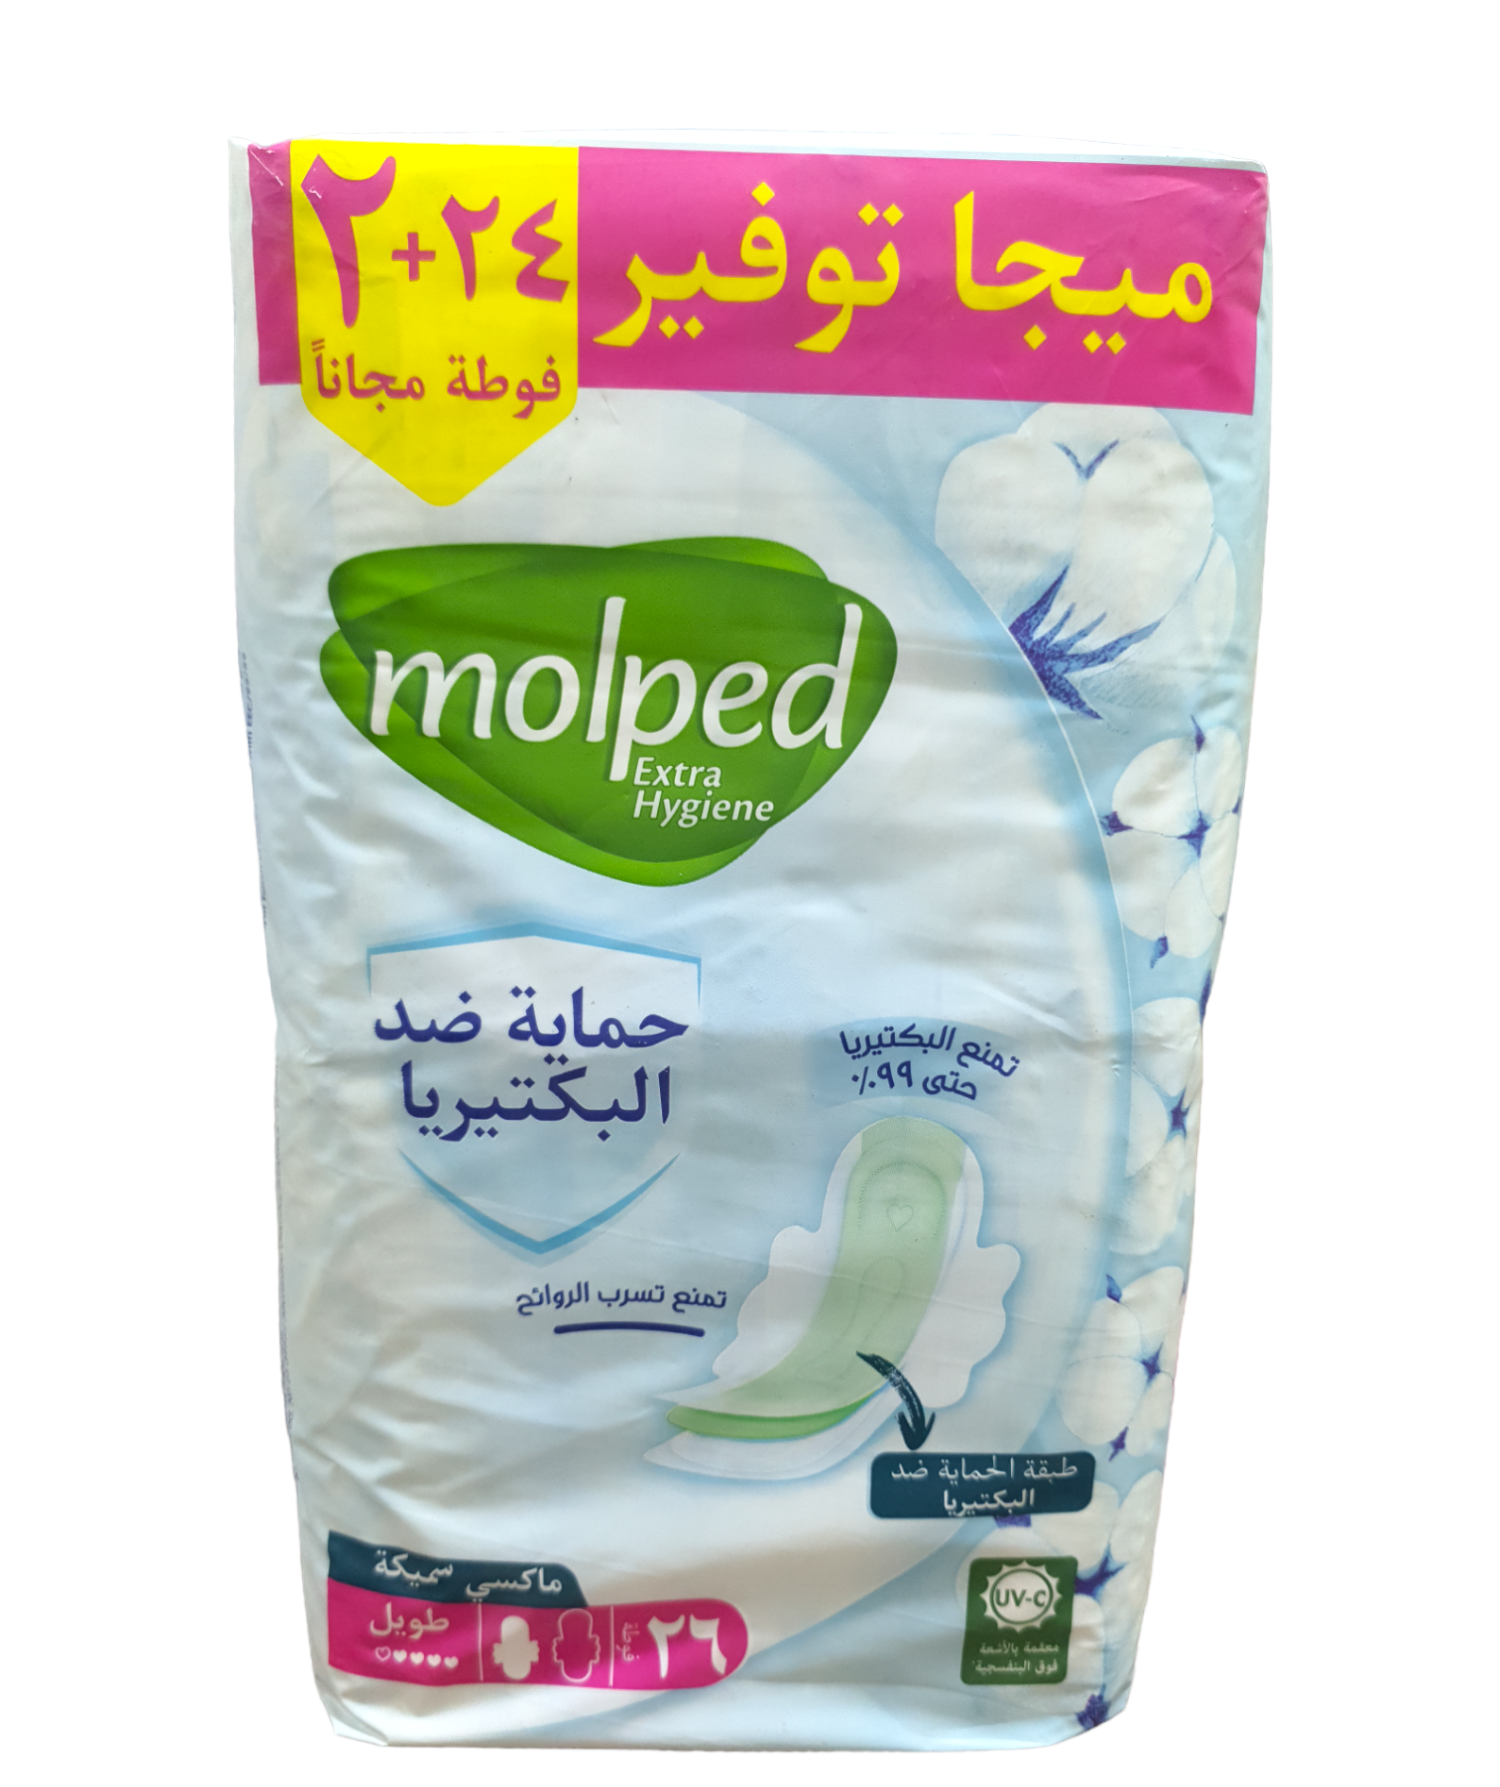 ميجا توفير
٢٤+٢
فوطة مجاناً
molped
Extra
Hygiene
حماية ضد
البكتيريا
تمنع البكتيريا
حتى ٩٩٪
تمنع تسرب الروائح
طبقة الحماية ضد
البكتيريا
ماكسي سميكة
طويل
٢٦ فوطة
UV-C
معقمة بالأشعة
فوق البنفسجية